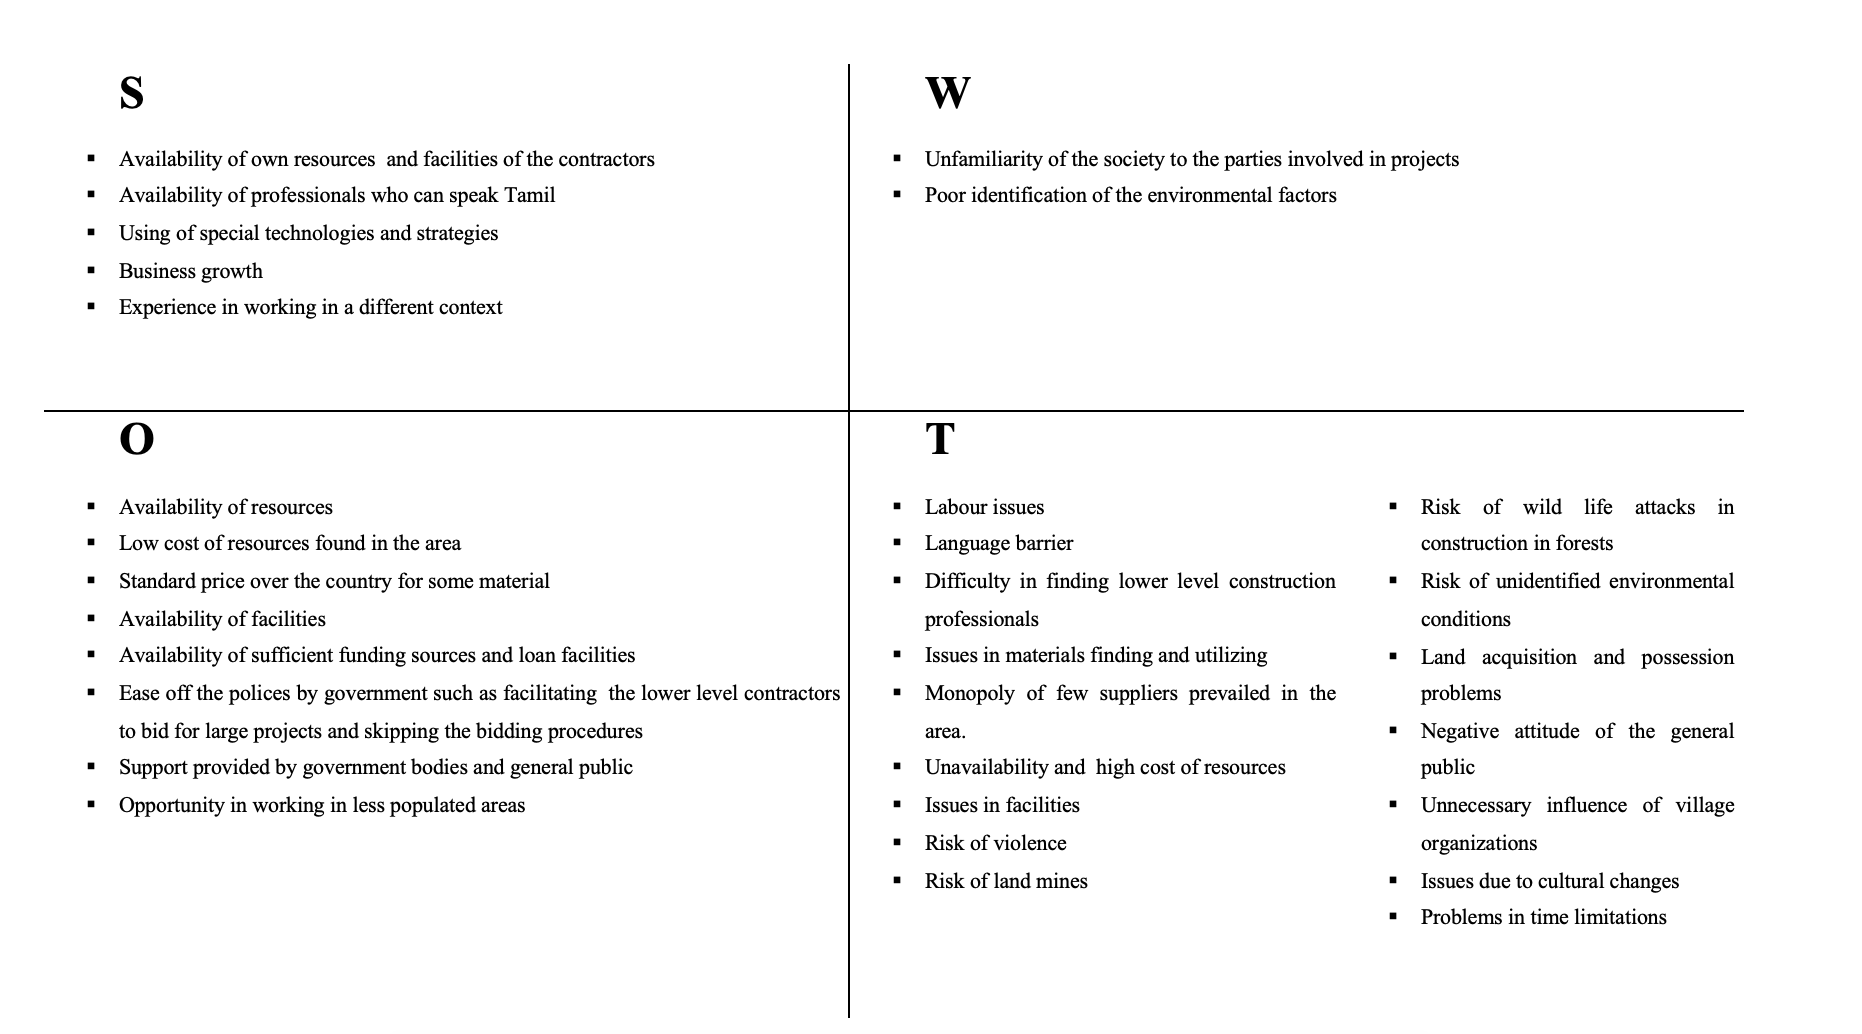 S
Availability of own resources  and facilities of the contractors
Availability of professionals who can speak Tamil
Using of special technologies and strategies
Business growth
Experience in working in a different context
W
Unfamiliarity of the society to the parties involved in projects
Poor identification of the environmental factors
O
Availability of resources
Low cost of resources found in the area
Standard price over the country for some material
Availability of facilities
Availability of sufficient funding sources and loan facilities
Ease off the polices by government such as facilitating  the lower level contractors
to bid for large projects and skipping the bidding procedures
Support provided by government bodies and general public
Opportunity in working in less populated areas
T
Labour issues
Language barrier
Difficulty in finding lower level construction
professionals
Issues in materials finding and utilizing
Monopoly of few suppliers prevailed in the
area.
Unavailability and  high cost of resources
Issues in facilities
Risk of violence
Risk of land mines
Risk of wild life attacks in
construction in forests
Risk of unidentified environmental
conditions
Land acquisition and possession
problems
Negative attitude of the general
public
Unnecessary influence of village
organizations
Issues due to cultural changes
Problems in time limitations